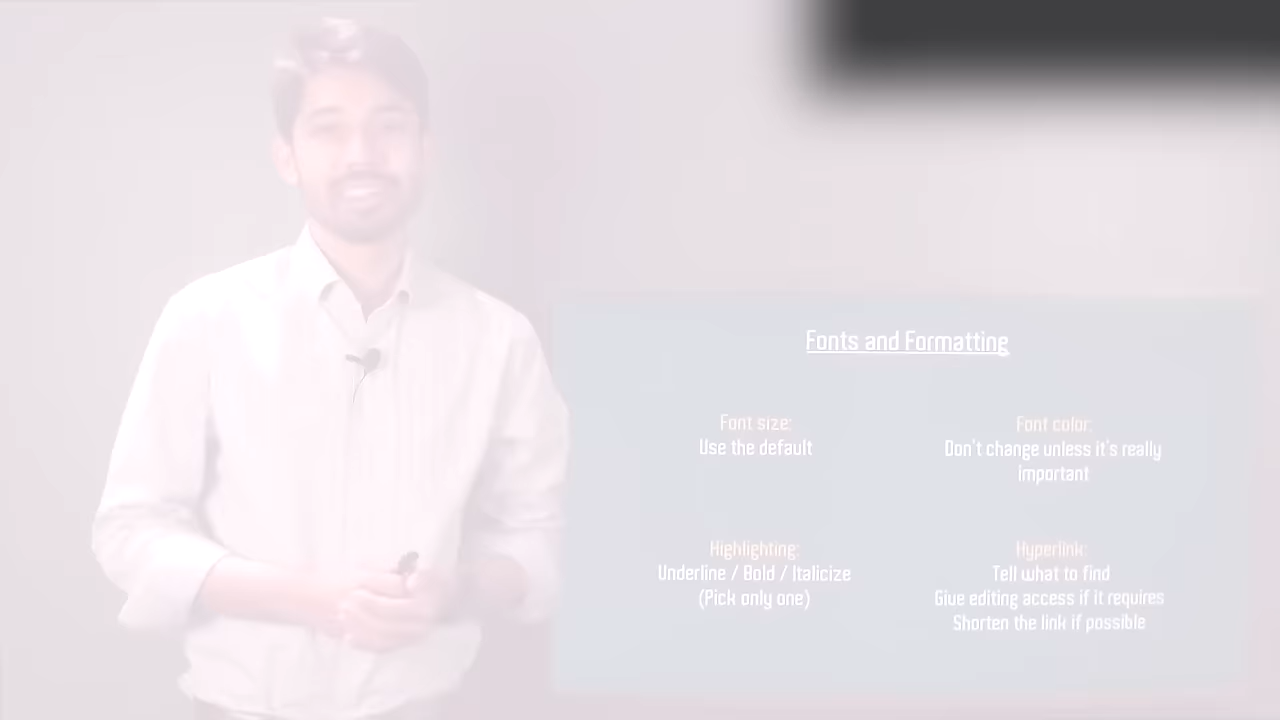 Fonts and Formatting
Font size:
Use the default
Font color:
Don't change unless it's really
important
Highlighting:
Underline / Bold / Italicize
(Pick only one)
Hyperlink:
Tell what to find
Give editing access if it requires
Shorten the link if possible